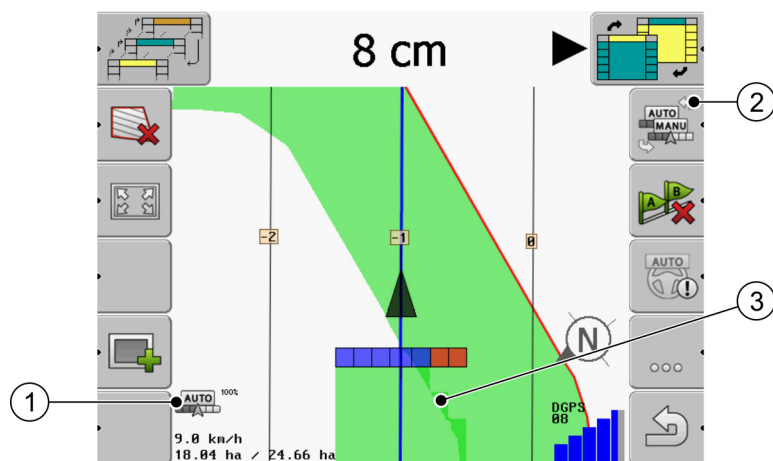 8 cm
AUTO
MANU
2
A B
-2
-1
0
AUTO
3
N
1
AUTO 100%
DGPS
08
9.0 km/h
18.04 ha / 24.66 ha